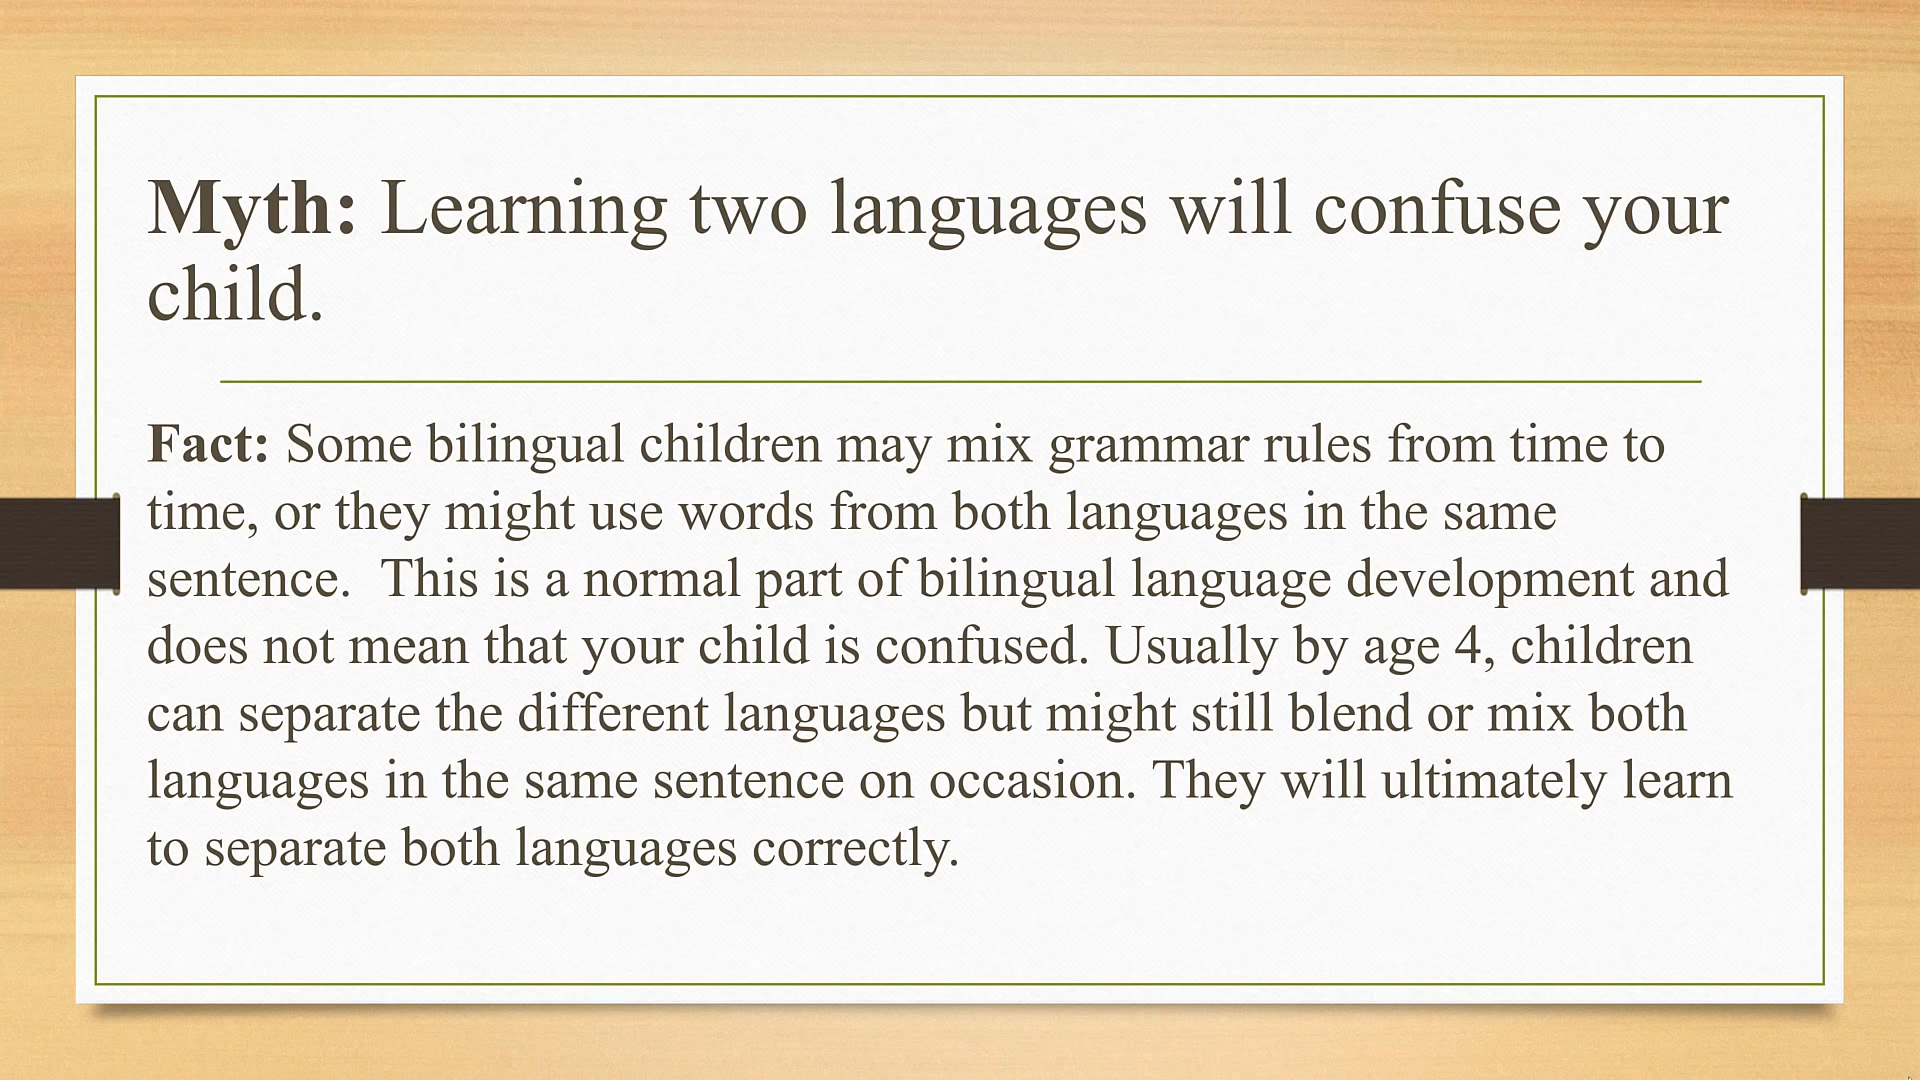 Myth: Learning two languages will confuse your
child.
Fact: Some bilingual children may mix grammar rules from time to
time, or they might use words from both languages in the same
sentence.  This is a normal part of bilingual language development and
does not mean that your child is confused. Usually by age 4, children
can separate the different languages but might still blend or mix both
languages in the same sentence on occasion. They will ultimately learn
to separate both languages correctly.